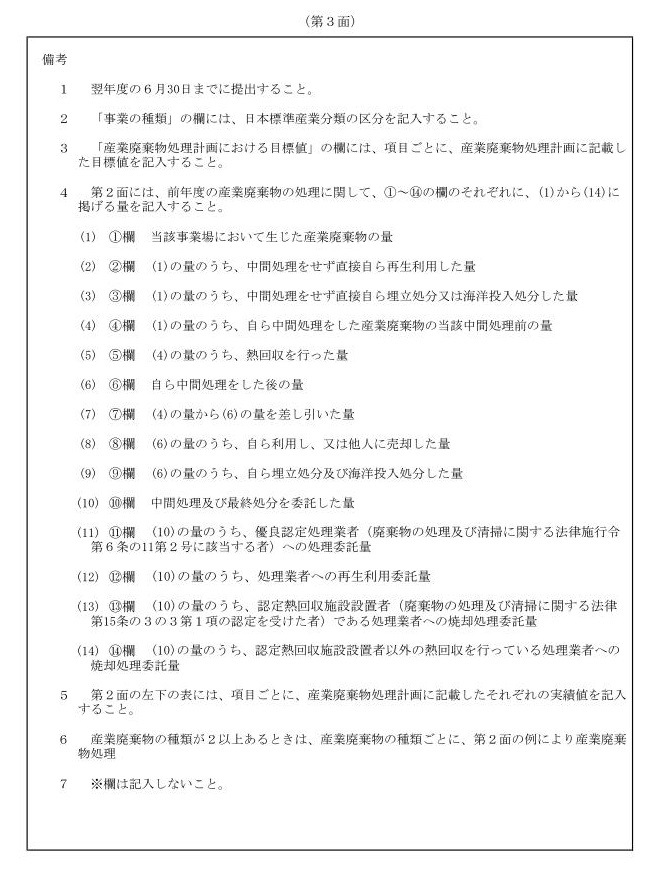 （第３面）
備考
１　翌年度の６月30日までに提出すること。
２　「事業の種類」の欄には、日本標準産業分類の区分を記入すること。
３　「産業廃棄物処理計画における目標値」の欄には、項目ごとに、産業廃棄物処理計画に記載し
た目標値を記入すること。
４　第２面には、前年度の産業廃棄物の処理に関して、①～⑭の欄のそれぞれに、(1)から(14)に
掲げる量を記入すること。
(1)　①欄　当該事業場において生じた産業廃棄物の量
(2)　②欄　(1)の量のうち、中間処理をせず直接自ら再生利用した量
(3)　③欄　(1)の量のうち、中間処理をせず直接自ら埋立処分又は海洋投入処分した量
(4)　④欄　(1)の量のうち、自ら中間処理をした産業廃棄物の当該中間処理前の量
(5)　⑤欄　(4)の量のうち、熱回収を行った量
(6)　⑥欄　自ら中間処理をした後の量
(7)　⑦欄　(4)の量から(6)の量を差し引いた量
(8)　⑧欄　(6)の量のうち、自ら利用し、又は他人に売却した量
(9)　⑨欄　(6)の量のうち、自ら埋立処分及び海洋投入処分した量
(10)　⑩欄　中間処理及び最終処分を委託した量
(11)　⑪欄　(10)の量のうち、優良認定処理業者（廃棄物の処理及び清掃に関する法律施行令
第６条の11第２号に該当する者）への処理委託量
(12)　⑫欄　(10)の量のうち、処理業者への再生利用委託量
(13)　⑬欄　(10)の量のうち、認定熱回収施設設置者（廃棄物の処理及び清掃に関する法律
第15条の３の３第１項の認定を受けた者）である処理業者への焼却処理委託量
(14)　⑭欄　(10)の量のうち、認定熱回収施設設置者以外の熱回収を行っている処理業者への
焼却処理委託量
５　第２面の左下の表には、項目ごとに、産業廃棄物処理計画に記載したそれぞれの実績値を記入
すること。
６　産業廃棄物の種類が２以上あるときは、産業廃棄物の種類ごとに、第２面の例により産業廃棄
物処理
７　※欄は記入しないこと。